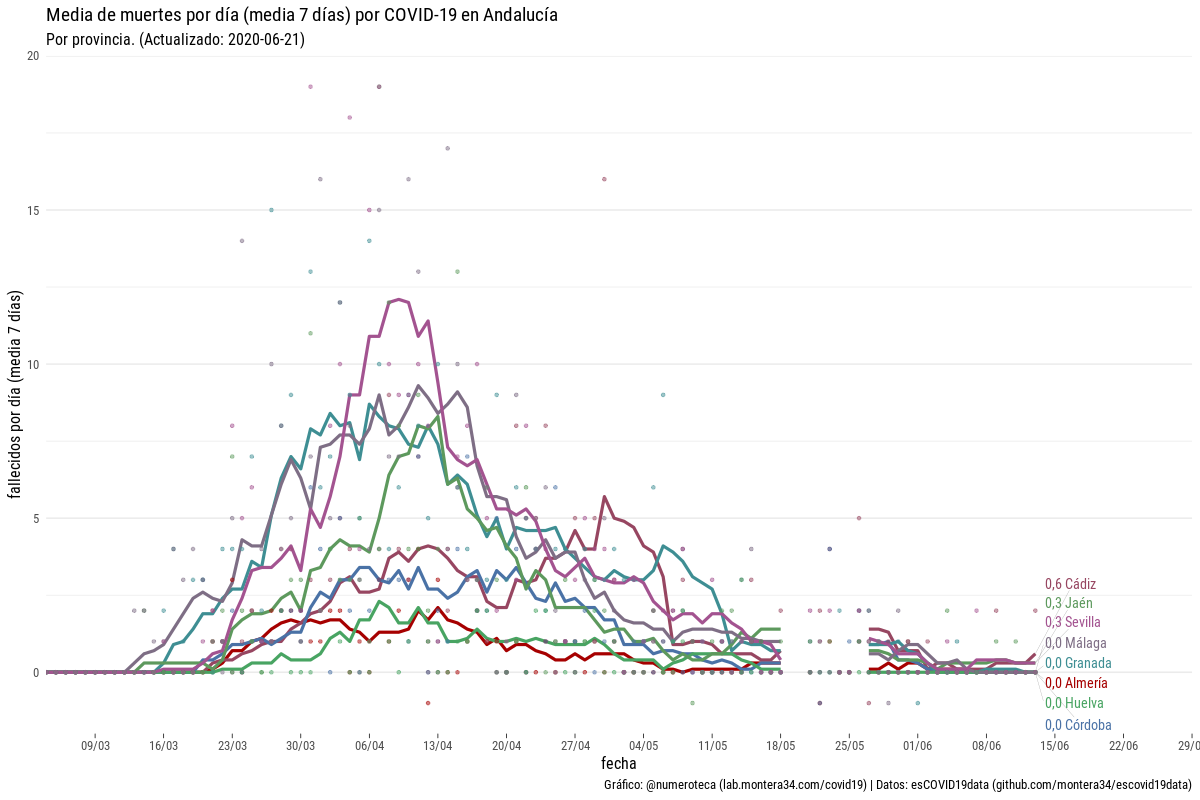 Media de muertes por día (media 7 días) por COVID-19 en Andalucía
Por provincia. (Actualizado: 2020-06-21)
20
15
10
5
0
fallecidos por día (media 7 días)
0,6 Cádiz
0,3 Jaén
0,3 Sevilla
0,0 Málaga
0,0 Granada
0,0 Almería
0,0 Huelva
0,0 Córdoba
09/03 16/03 23/03 30/03 06/04 13/04 20/04 27/04 04/05 11/05 18/05 25/05 01/06 08/06 15/06 22/06 29/0
fecha
Gráfico: @numeroteca (lab.montera34.com/covid19) | Datos: esCOVID19data (github.com/montera34/escovid19data)